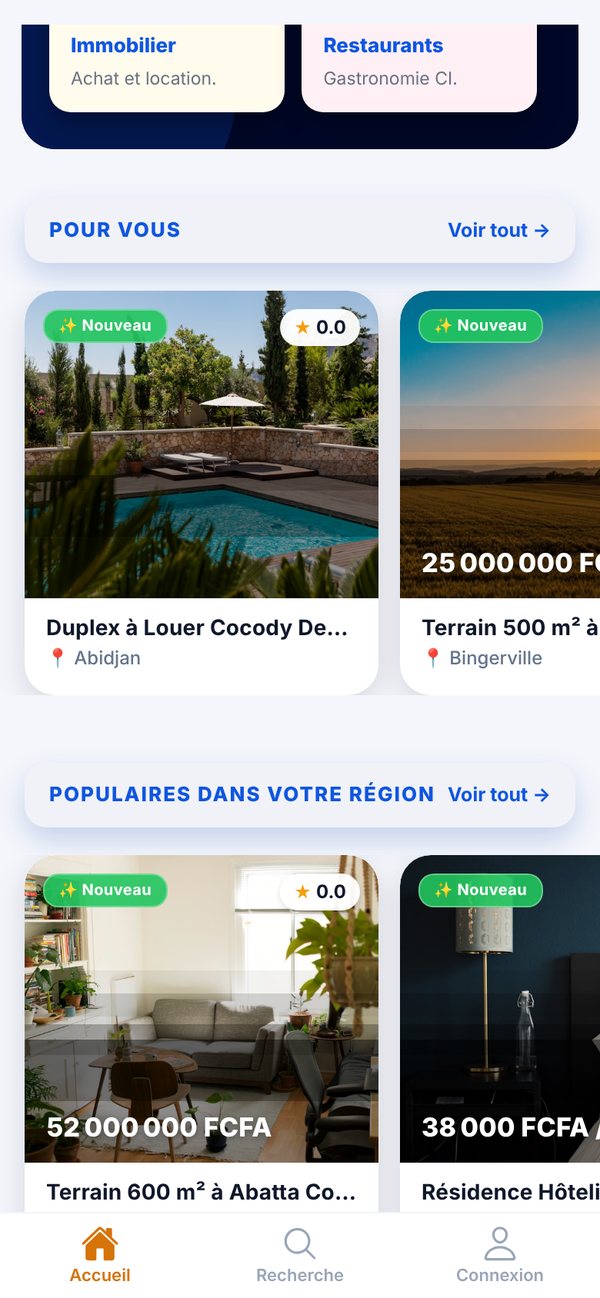 Immobilier
Restaurants
Achat et location.
Gastronomie CI.
POUR VOUS
Voir tout →
✨ Nouveau
★ 0.0
✨ Nouveau
25 000 000 F
Duplex à Louer Cocody De...
Terrain 500 m² à
📍 Abidjan
📍 Bingerville
POPULAIRES DANS VOTRE RÉGION
Voir tout →
✨ Nouveau
★ 0.0
✨ Nouveau
52 000 000 FCFA
38 000 FCFA /
Terrain 600 m² à Abatta Co...
Résidence Hôteli
Accueil
Recherche
Connexion